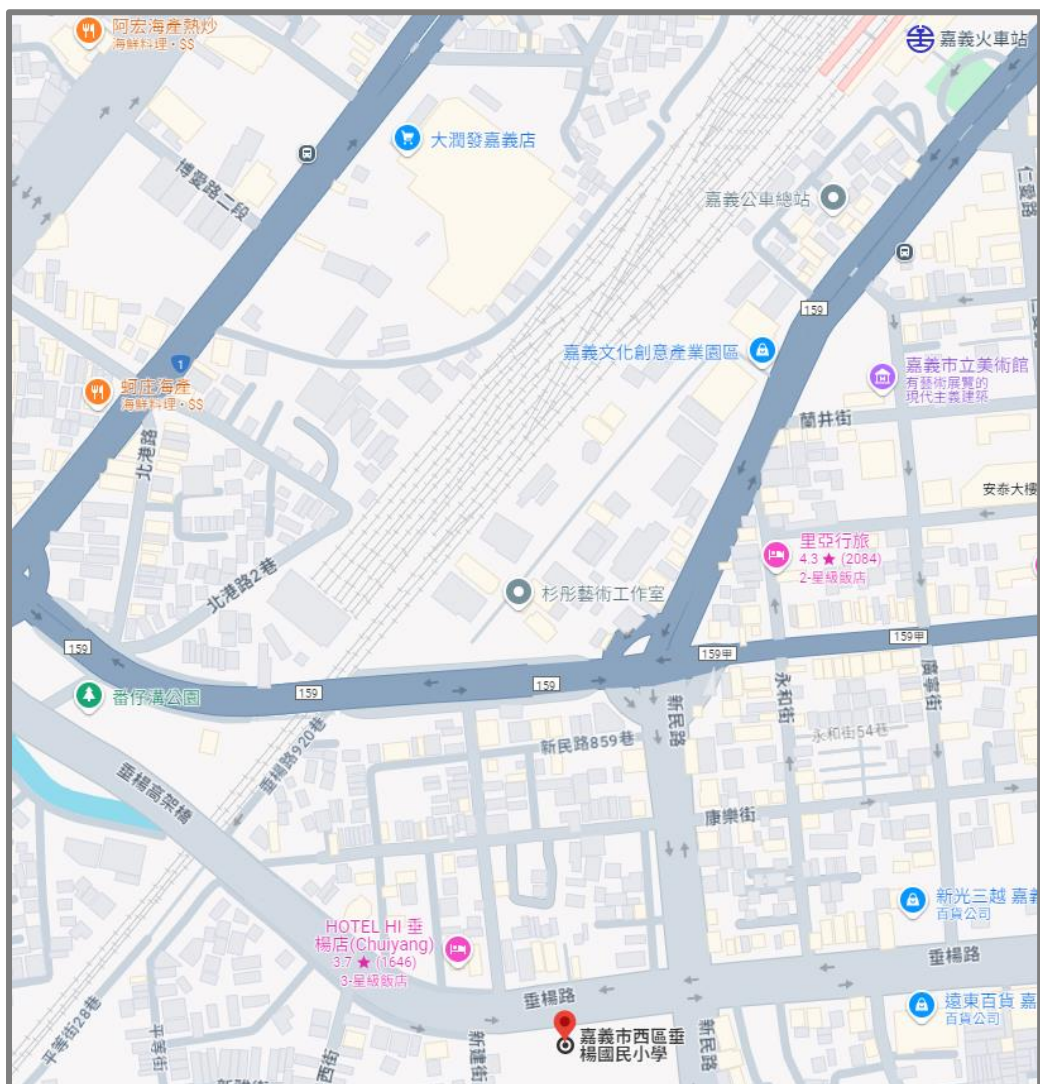 阿宏海產熱炒
海鮮料理・$$
嘉義火車站
大潤發嘉義店
博愛路二段
仁愛路
嘉義公車總站
159
嘉義文化創意產業園區
1
嘉義市立美術館
有藝術展覽的
現代主義建築
蚵庄海產
海鮮料理・$$
蘭井街
北港路
安泰大樓
里亞行旅
4.3 ★ (2084)
2-星級飯店
北港路2巷
杉彤藝術工作室
159
159甲
159甲
159
159
番仔溝公園
永和街
廣寧街
新民路
垂楊路920巷
新民路859巷
永和街54巷
垂楊高架橋
康樂街
新光三越 嘉義
百貨公司
HOTEL HI 垂
楊店(Chuiyang)
3.7 ★ (1646)
3-星級飯店
垂楊路
垂楊路
遠東百貨 嘉
百貨公司
平等街28巷
平等街
西街
新建街
嘉義市西區垂
楊國民小學
新民路